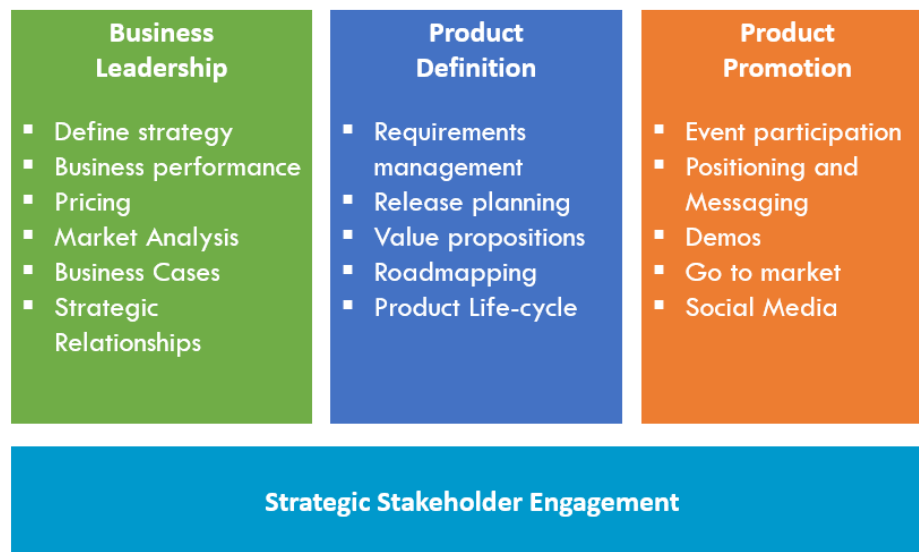 Business
Leadership
▪ Define strategy
▪ Business performance
▪ Pricing
▪ Market Analysis
▪ Business Cases
▪ Strategic
Relationships
Product
Definition
▪ Requirements
management
▪ Release planning
▪ Value propositions
▪ Roadmapping
▪ Product Life-cycle
Product
Promotion
▪ Event participation
▪ Positioning and
Messaging
▪ Demos
▪ Go to market
▪ Social Media
Strategic Stakeholder Engagement